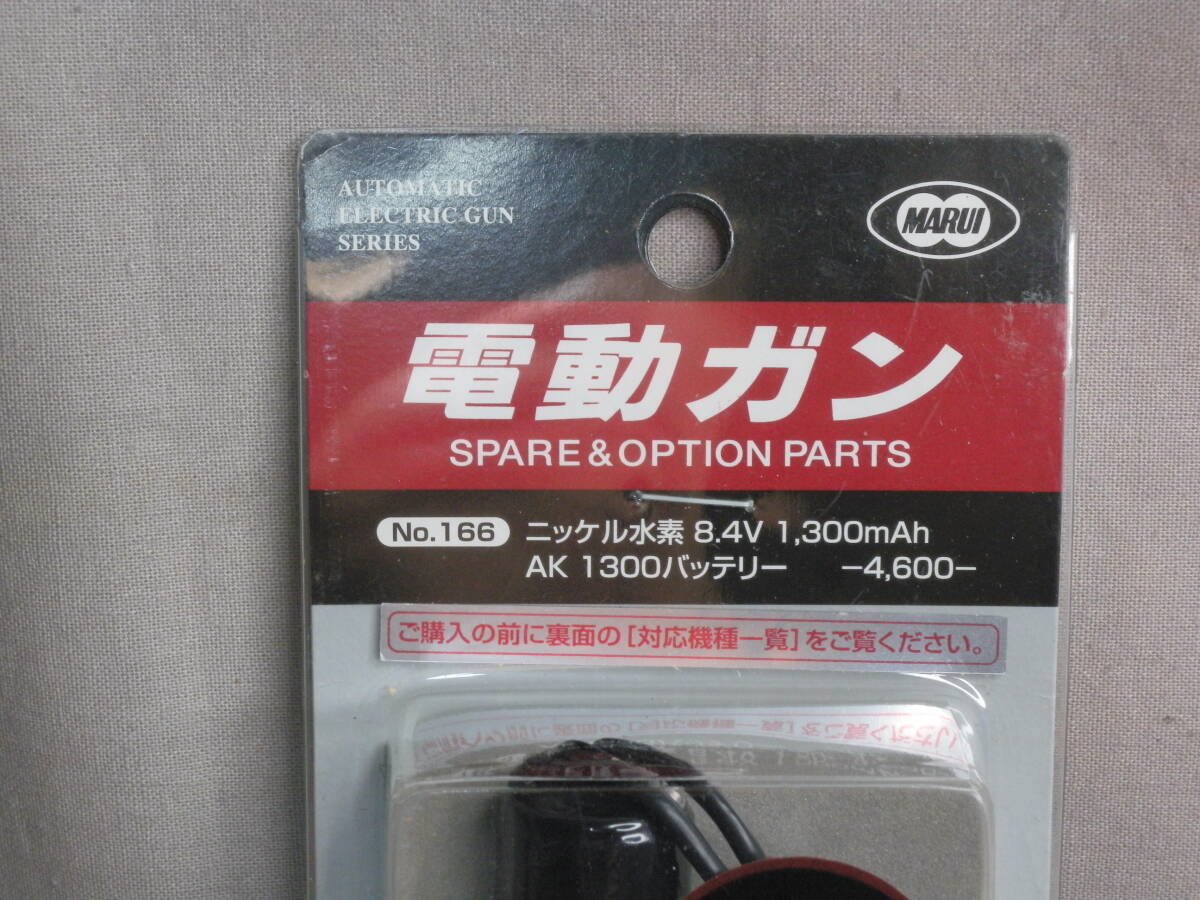 AUTOMATIC
ELECTRIC GUN
SERIES
MARUI
電動ガン
SPARE & OPTION PARTS
No.166 ニッケル水素 8.4V 1,300mAh
AK 1300バッテリー −4,600−
ご購入の前に裏面の[対応機種一覧]をご覧ください。